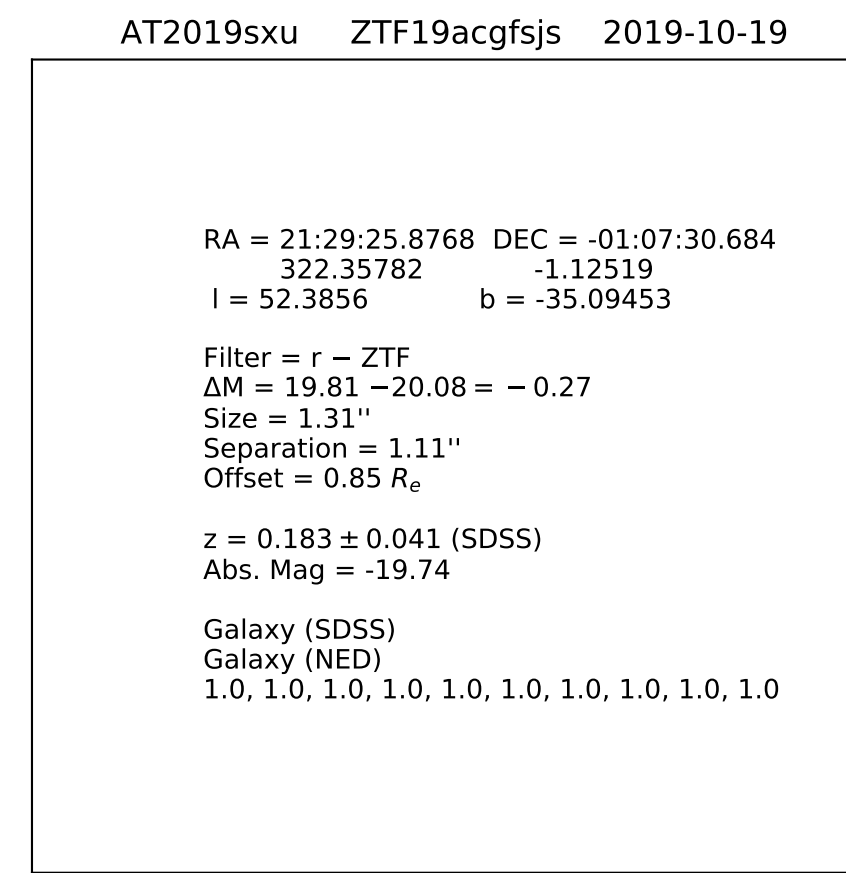 AT2019sxu ZTF19acgfsjs 2019-10-19
RA = 21:29:25.8768 DEC = -01:07:30.684
322.35782 -1.12519
l = 52.3856 b = -35.09453
Filter = r − ZTF
ΔM = 19.81 −20.08 = − 0.27
Size = 1.31''
Separation = 1.11''
Offset = 0.85 Re
z = 0.183 ± 0.041 (SDSS)
Abs. Mag = -19.74
Galaxy (SDSS)
Galaxy (NED)
1.0, 1.0, 1.0, 1.0, 1.0, 1.0, 1.0, 1.0, 1.0, 1.0